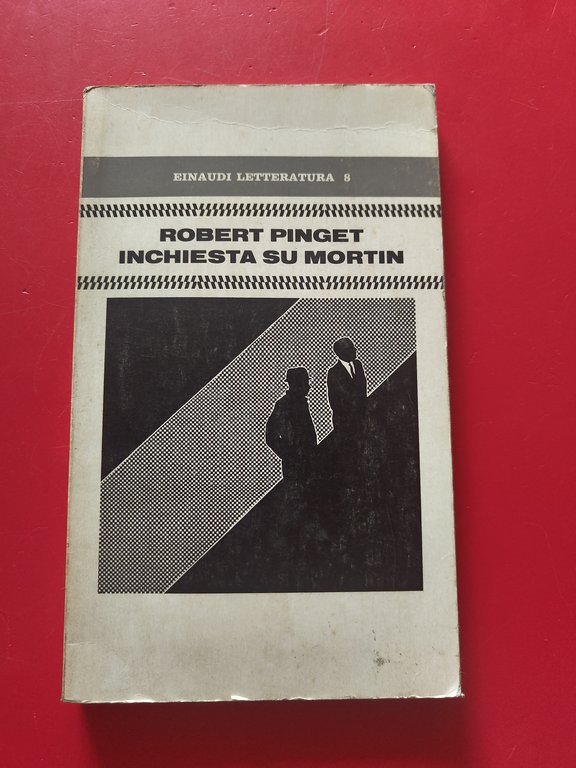 EINAUDI LETTERATURA 8
ROBERT PINGET
INCHIESTA SU MORTIN